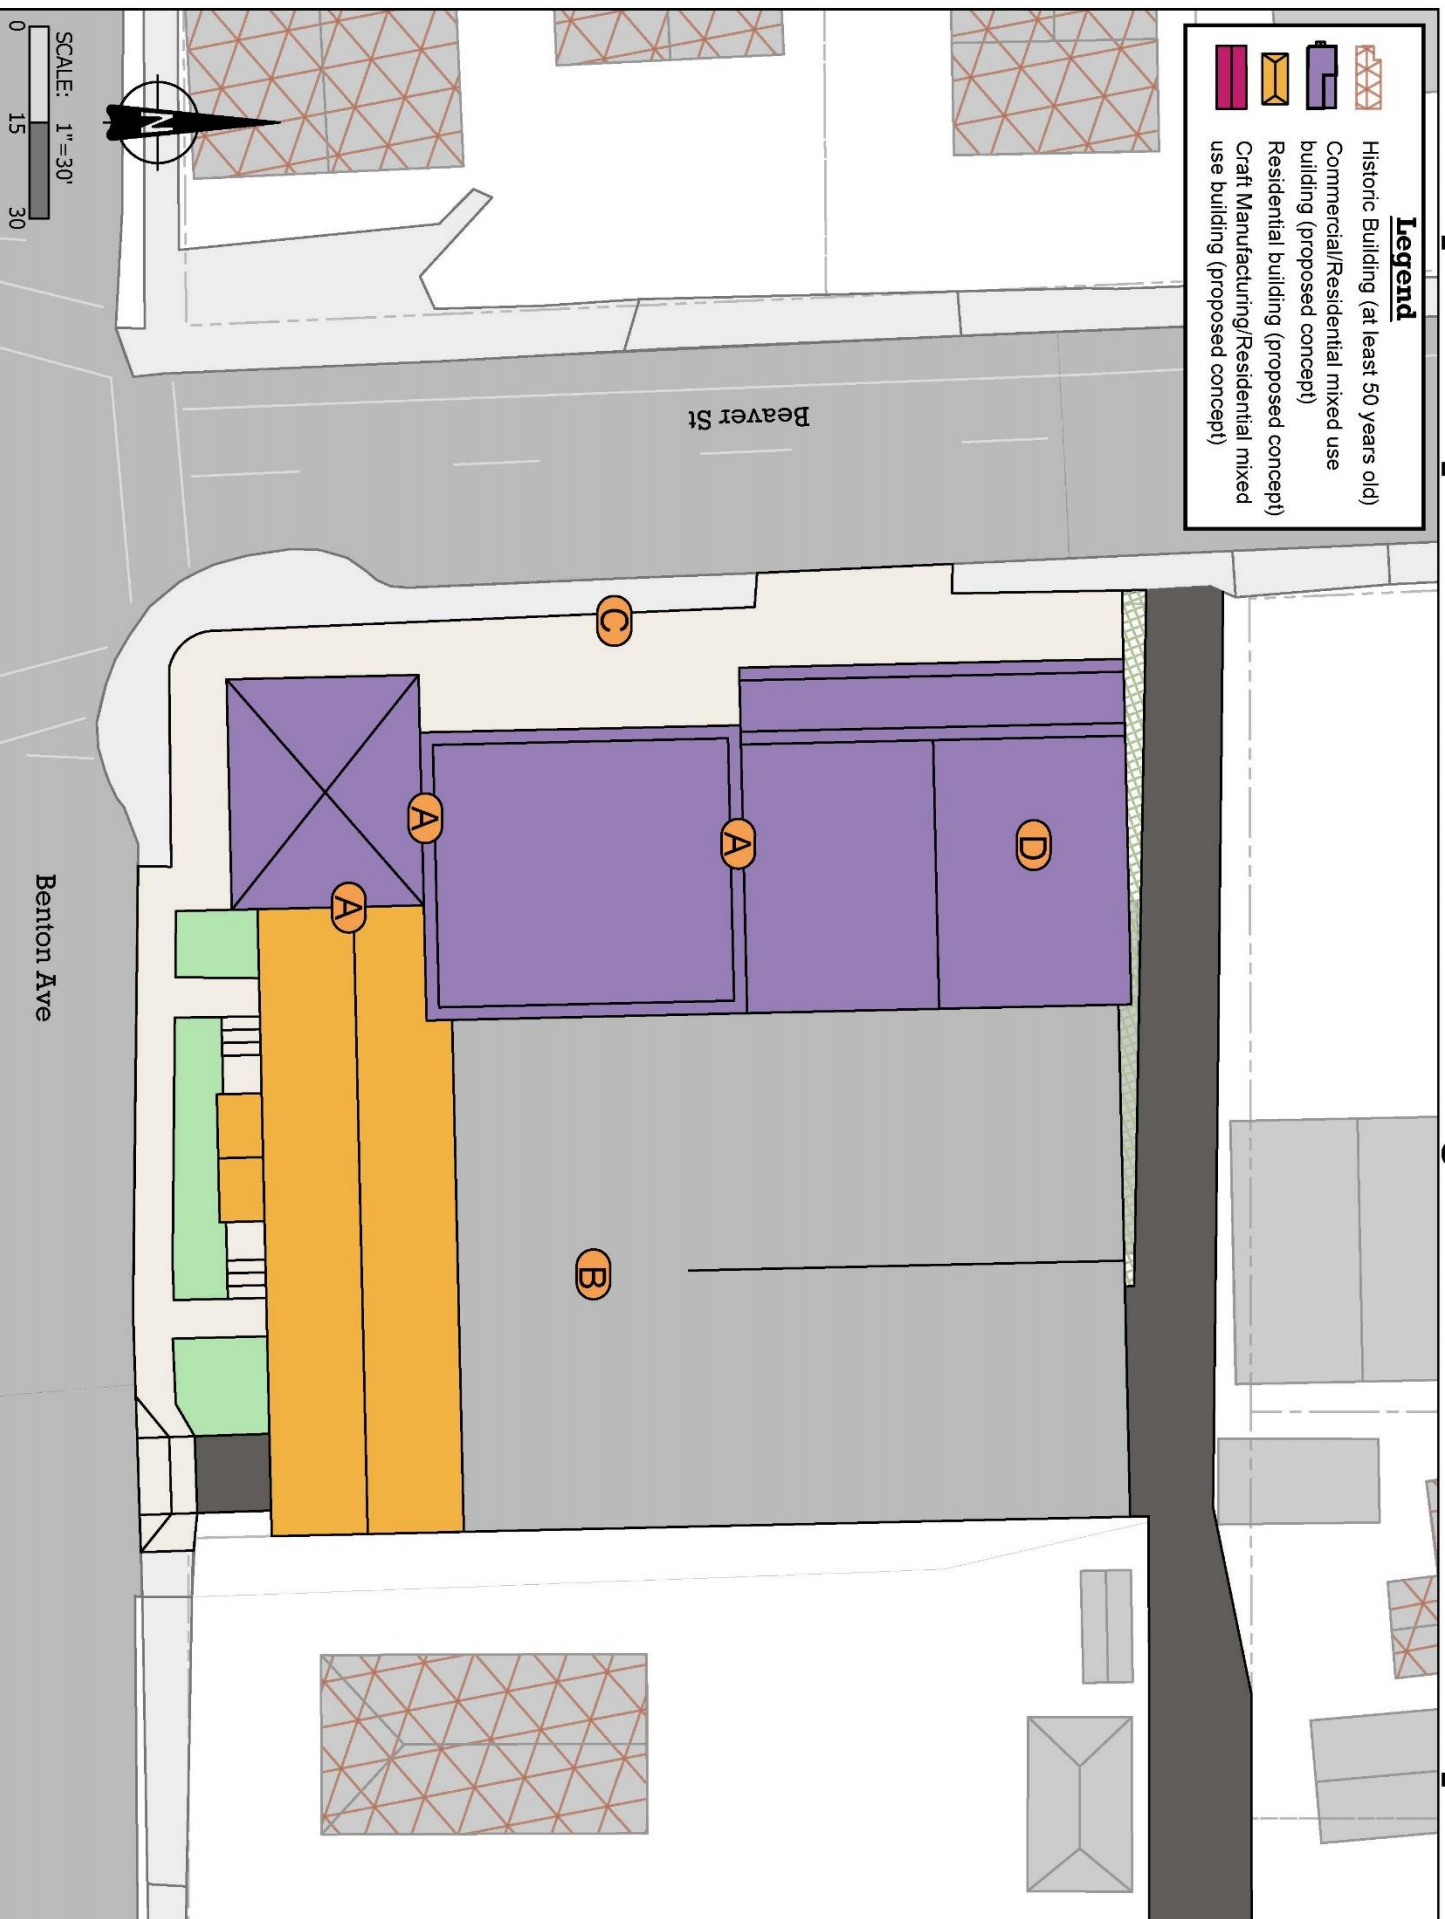 Legend
Historic Building (at least 50 years old)
Commercial/Residential mixed use
building (proposed concept)
Residential building (proposed concept)
Craft Manufacturing/Residential mixed
use building (proposed concept)
Beaver St
C
D
A
A
A
B
Benton Ave
N
SCALE: 1"=30'
0 15 30